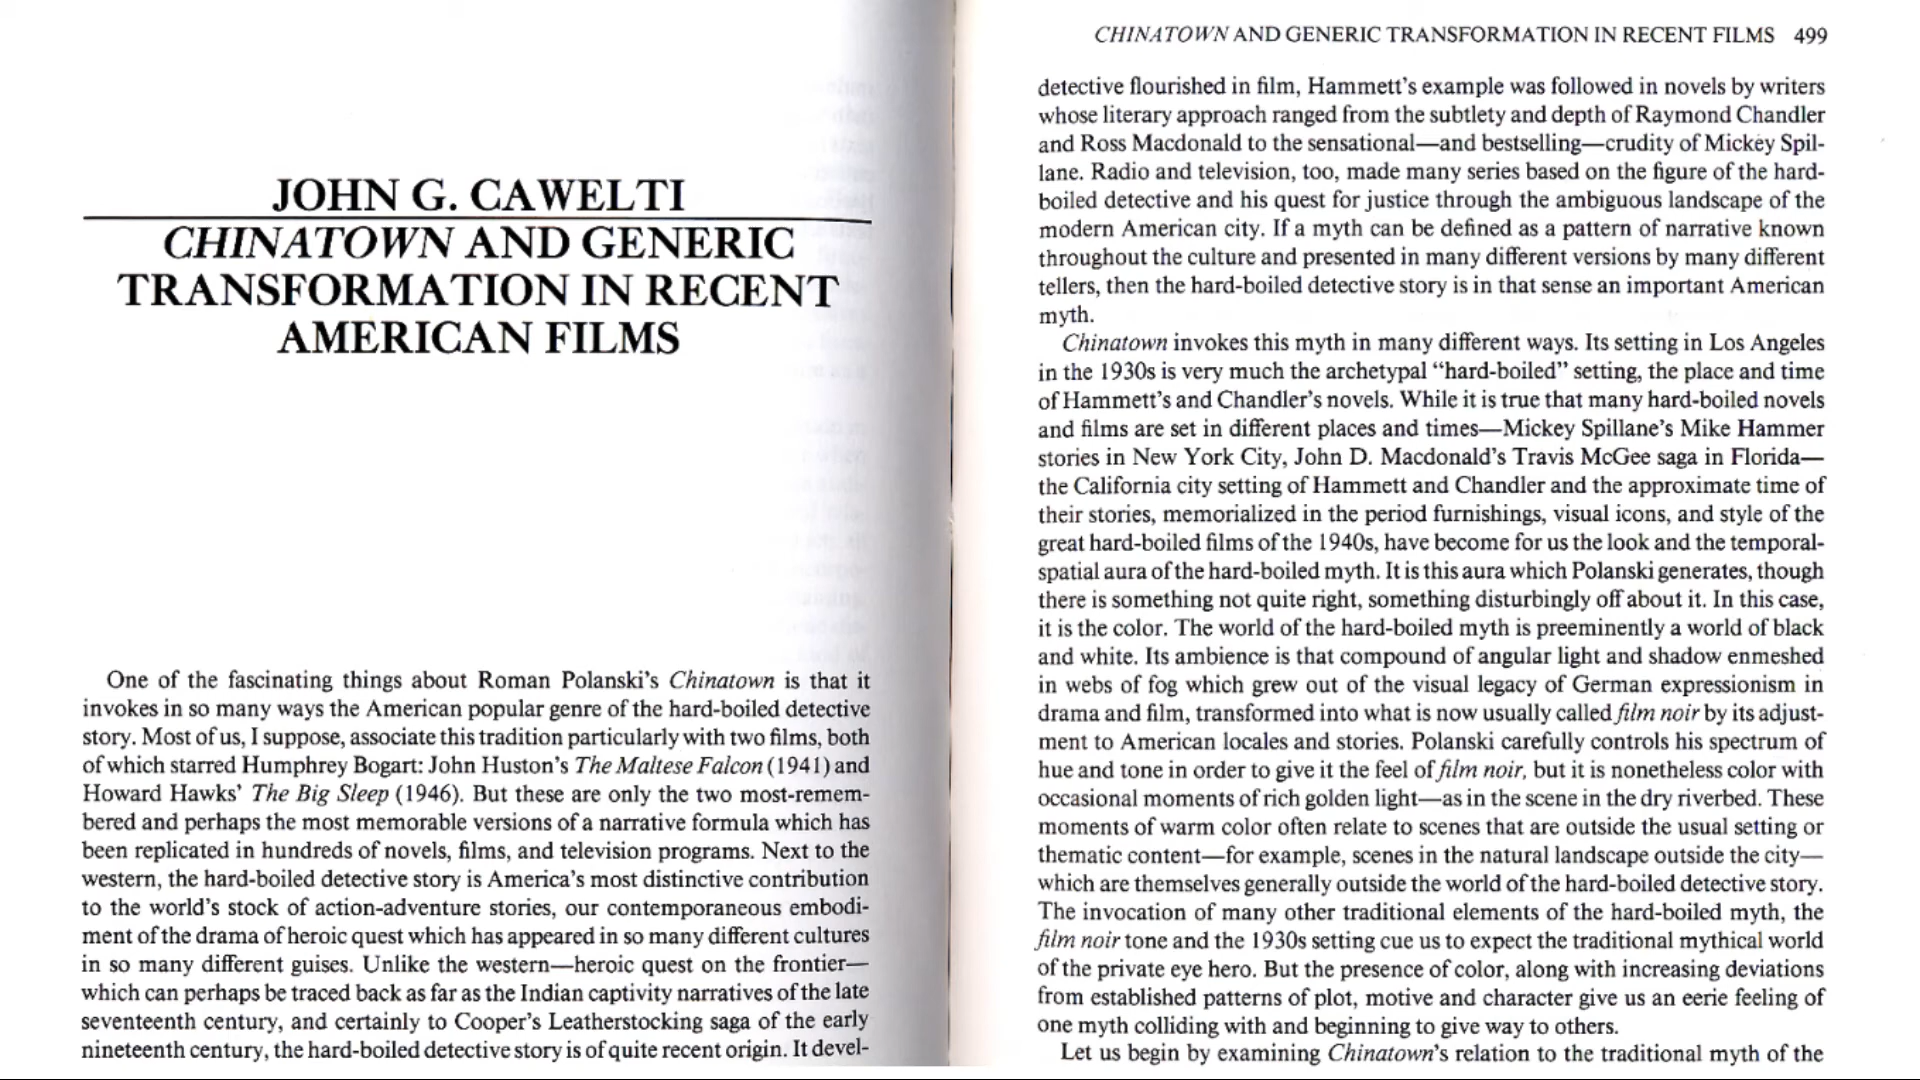 JOHN G. CAWELTI
CHINATOWN AND GENERIC
TRANSFORMATION IN RECENT
AMERICAN FILMS
One of the fascinating things about Roman Polanski's Chinatown is that it
invokes in so many ways the American popular genre of the hard-boiled detective
story. Most of us, I suppose, associate this tradition particularly with two films, both
of which starred Humphrey Bogart: John Huston's The Maltese Falcon (1941) and
Howard Hawks' The Big Sleep (1946). But these are only the two most-remem-
bered and perhaps the most memorable versions of a narrative formula which has
been replicated in hundreds of novels, films, and television programs. Next to the
western, the hard-boiled detective story is America's most distinctive contribution
to the world's stock of action-adventure stories, our contemporaneous embodi-
ment of the drama of heroic quest which has appeared in so many different cultures
in so many different guises. Unlike the western—heroic quest on the frontier—
which can perhaps be traced back as far as the Indian captivity narratives of the late
seventeenth century, and certainly to Cooper's Leatherstocking saga of the early
nineteenth century, the hard-boiled detective story is of quite recent origin. It devel-
CHINATOWN AND GENERIC TRANSFORMATION IN RECENT FILMS 499
detective flourished in film, Hammett's example was followed in novels by writers
whose literary approach ranged from the subtlety and depth of Raymond Chandler
and Ross Macdonald to the sensational—and bestselling—crudity of Mickey Spil-
lane. Radio and television, too, made many series based on the figure of the hard-
boiled detective and his quest for justice through the ambiguous landscape of the
modern American city. If a myth can be defined as a pattern of narrative known
throughout the culture and presented in many different versions by many different
tellers, then the hard-boiled detective story is in that sense an important American
myth.
Chinatown invokes this myth in many different ways. Its setting in Los Angeles
in the 1930s is very much the archetypal “hard-boiled” setting, the place and time
of Hammett's and Chandler's novels. While it is true that many hard-boiled novels
and films are set in different places and times—Mickey Spillane's Mike Hammer
stories in New York City, John D. Macdonald's Travis McGee saga in Florida—
the California city setting of Hammett and Chandler and the approximate time of
their stories, memorialized in the period furnishings, visual icons, and style of the
great hard-boiled films of the 1940s, have become for us the look and the temporal-
spatial aura of the hard-boiled myth. It is this aura which Polanski generates, though
there is something not quite right, something disturbingly off about it. In this case,
it is the color. The world of the hard-boiled myth is preeminently a world of black
and white. Its ambience is that compound of angular light and shadow enmeshed
in webs of fog which grew out of the visual legacy of German expressionism in
drama and film, transformed into what is now usually called film noir by its adjust-
ment to American locales and stories. Polanski carefully controls his spectrum of
hue and tone in order to give it the feel of film noir, but it is nonetheless color with
occasional moments of rich golden light—as in the scene in the dry riverbed. These
moments of warm color often relate to scenes that are outside the usual setting or
thematic content—for example, scenes in the natural landscape outside the city—
which are themselves generally outside the world of the hard-boiled detective story.
The invocation of many other traditional elements of the hard-boiled myth, the
film noir tone and the 1930s setting cue us to expect the traditional mythical world
of the private eye hero. But the presence of color, along with increasing deviations
from established patterns of plot, motive and character give us an eerie feeling of
one myth colliding with and beginning to give way to others.
Let us begin by examining Chinatown's relation to the traditional myth of the